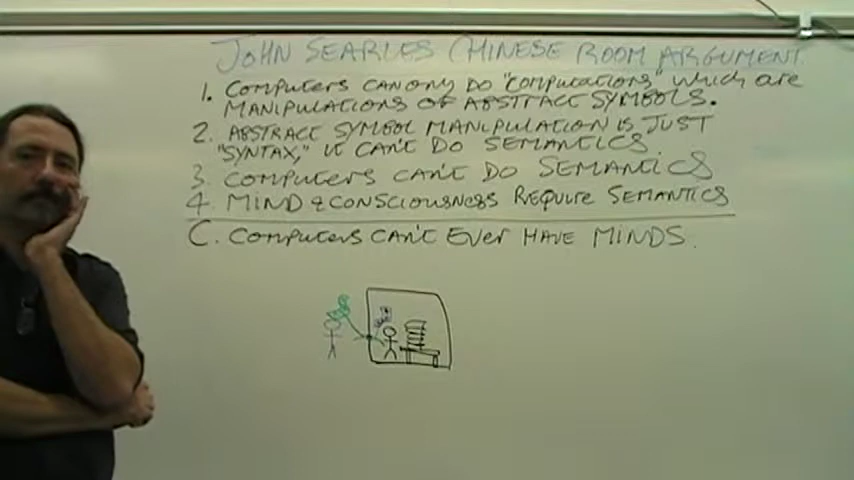 JOHN SEARLES CHINESE ROOM ARGUMENT
1. COMPUTERS CAN ONY DO "COMPUTATIONS" WHICH ARE
MANIPULATIONS OF ABSTRACT SYMBOLS.
2. ABSTRACT SYMBOL MANIPULATION IS JUST
"SYNTAX," IT CAN'T DO SEMANTICS.
3. COMPUTERS CAN'T DO SEMANTICS
4. MIND & CONSCIOUSNESS REQUIRE SEMANTICS
C. COMPUTERS CAN'T EVER HAVE MINDS.